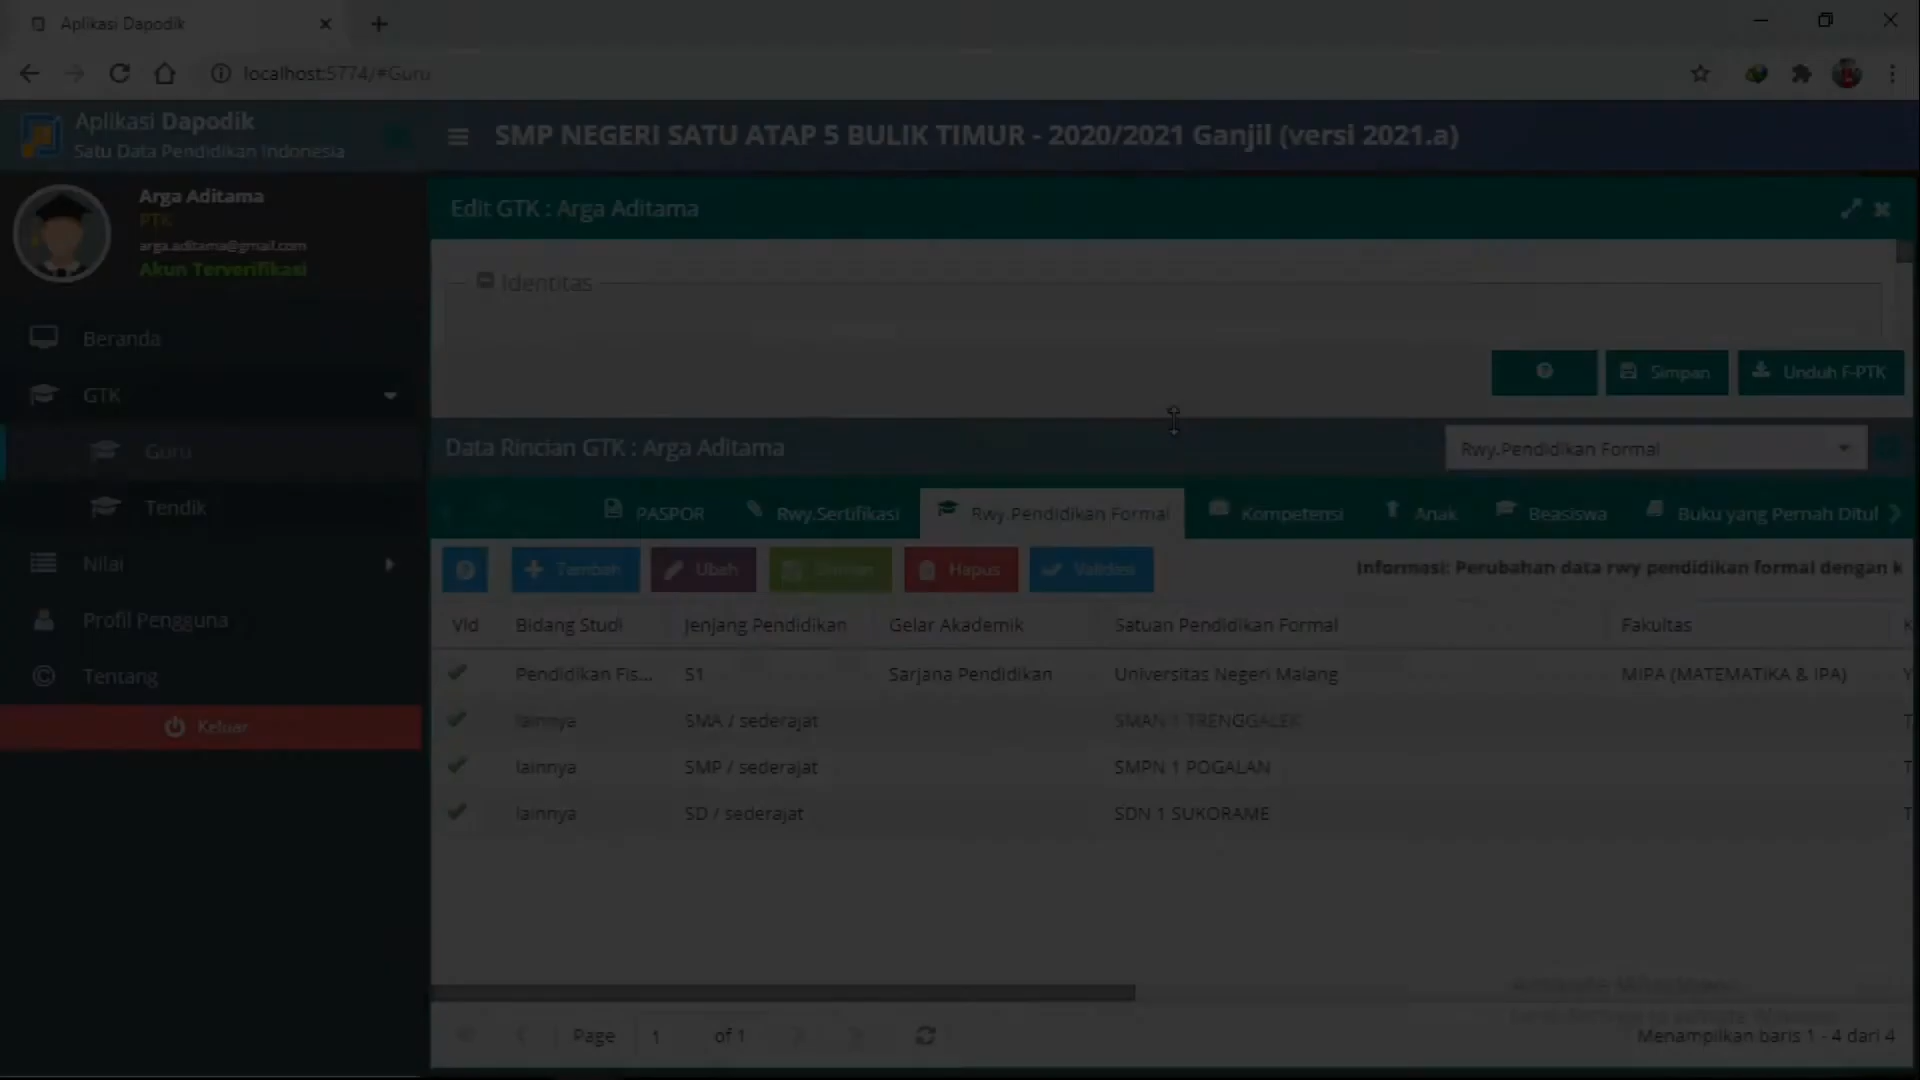 Aplikasi Dapodik
localhost:5774/#Guru
Aplikasi Dapodik
Satu Data Pendidikan Indonesia
SMP NEGERI SATU ATAP 5 BULIK TIMUR - 2020/2021 Ganjil (versi 2021.a)
Arga Aditama
PTK
arga.aditama@gmail.com
Akun Terverifikasi
Beranda
GTK
Guru
Tendik
Nilai
Profil Pengguna
Tentang
Keluar
Edit GTK : Arga Aditama
Identitas
Simpan
Unduh F-PTK
Data Rincian GTK : Arga Aditama
Rwy.Pendidikan Formal
PASPOR
Rwy.Sertifikasi
Rwy.Pendidikan Formal
Kompetensi
Anak
Beasiswa
Buku yang Pernah Ditul
Tambah
Ubah
Simpan
Hapus
Validasi
Informasi: Perubahan data rwy pendidikan formal dengan k
Vld Bidang Studi Jenjang Pendidikan Gelar Akademik Satuan Pendidikan Formal Fakultas K
Pendidikan Fis... S1 Sarjana Pendidikan Universitas Negeri Malang MIPA (MATEMATIKA & IPA) Y
lainnya SMA / sederajat SMAN 1 TRENGGALEK T
lainnya SMP / sederajat SMPN 1 POGALAN T
lainnya SD / sederajat SDN 1 SUKORAME T
Page 1 of 1
Menampilkan baris 1 - 4 dari 4